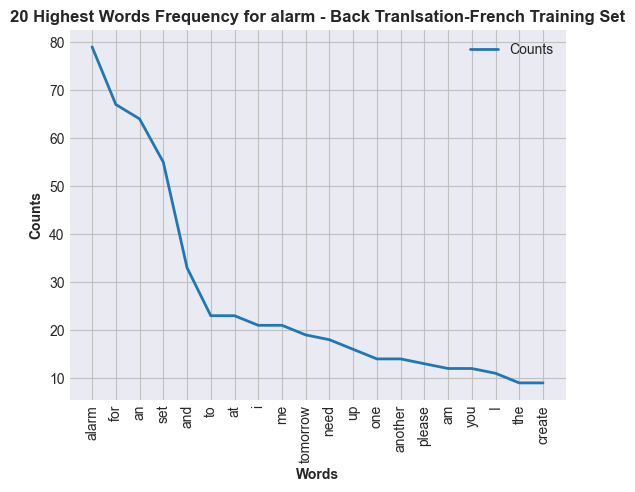 20 Highest Words Frequency for alarm - Back Tranlsation-French Training Set
Counts
80
70
60
50
40
30
20
10
Counts
alarm
for
an
set
and
to
at
i
me
tomorrow
need
up
one
another
please
am
you
I
the
create
Words